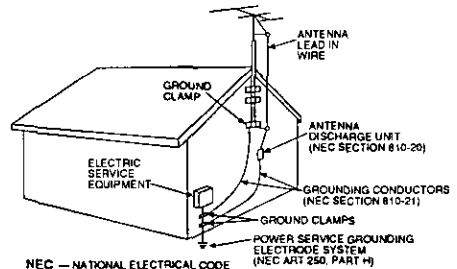 ANTENNA
LEAD IN
WIRE
GROUND
CLAMP
ANTENNA
DISCHARGE UNIT
(NEC SECTION 810-20)
ELECTRIC
SERVICE
EQUIPMENT
GROUNDING CONDUCTORS
(NEC SECTION 810-21)
GROUND CLAMPS
POWER SERVICE GROUNDING
ELECTRODE SYSTEM
(NEC ART 250, PART H)
NEC — NATIONAL ELECTRICAL CODE